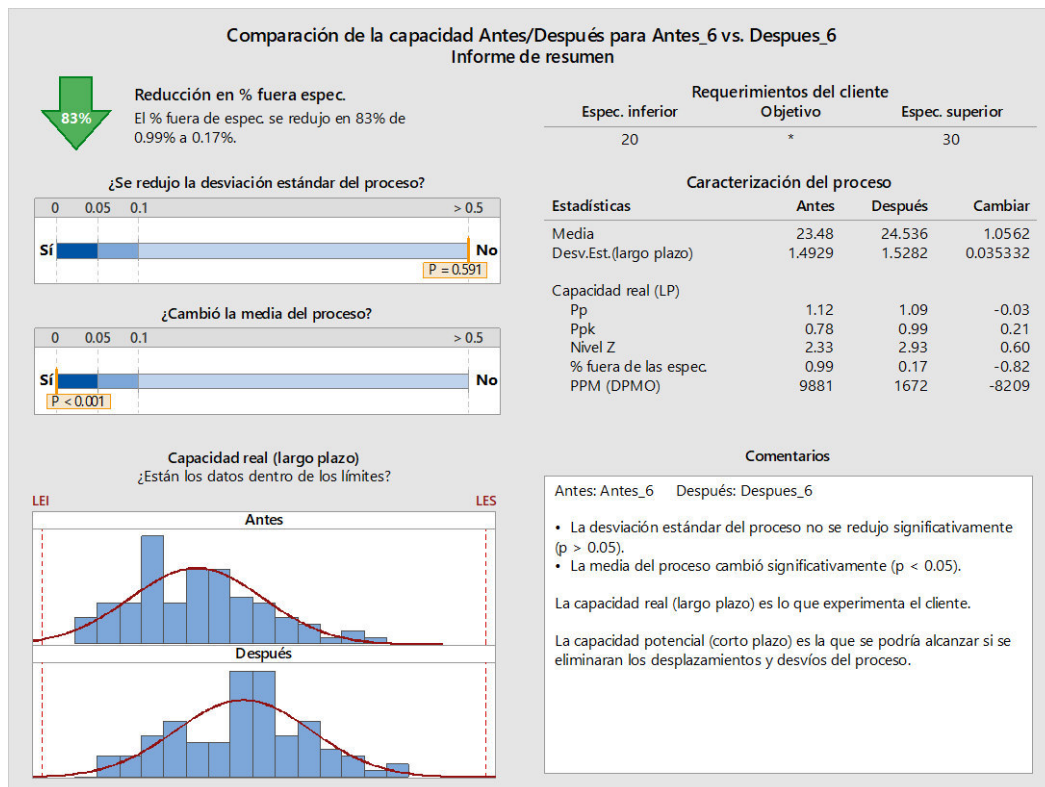 Comparación de la capacidad Antes/Después para Antes_6 vs. Despues_6
Informe de resumen
83%
Reducción en % fuera espec.
El % fuera de espec. se redujo en 83% de
0.99% a 0.17%.
Requerimientos del cliente
Espec. inferior Objetivo Espec. superior
20 * 30
¿Se redujo la desviación estándar del proceso?
0 0.05 0.1 > 0.5
Sí No
P = 0.591
¿Cambió la media del proceso?
0 0.05 0.1 > 0.5
Sí No
P < 0.001
Caracterización del proceso
Estadísticas Antes Después Cambiar
Media 23.48 24.536 1.0562
Desv.Est.(largo plazo) 1.4929 1.5282 0.035332
Capacidad real (LP)
Pp 1.12 1.09 -0.03
Ppk 0.78 0.99 0.21
Nivel Z 2.33 2.93 0.60
% fuera de las espec. 0.99 0.17 -0.82
PPM (DPMO) 9881 1672 -8209
Capacidad real (largo plazo)
¿Están los datos dentro de los límites?
LEI LES
Antes
Después
Comentarios
Antes: Antes_6 Después: Despues_6
• La desviación estándar del proceso no se redujo significativamente
(p > 0.05).
• La media del proceso cambió significativamente (p < 0.05).
La capacidad real (largo plazo) es lo que experimenta el cliente.
La capacidad potencial (corto plazo) es la que se podría alcanzar si se
eliminaran los desplazamientos y desvíos del proceso.